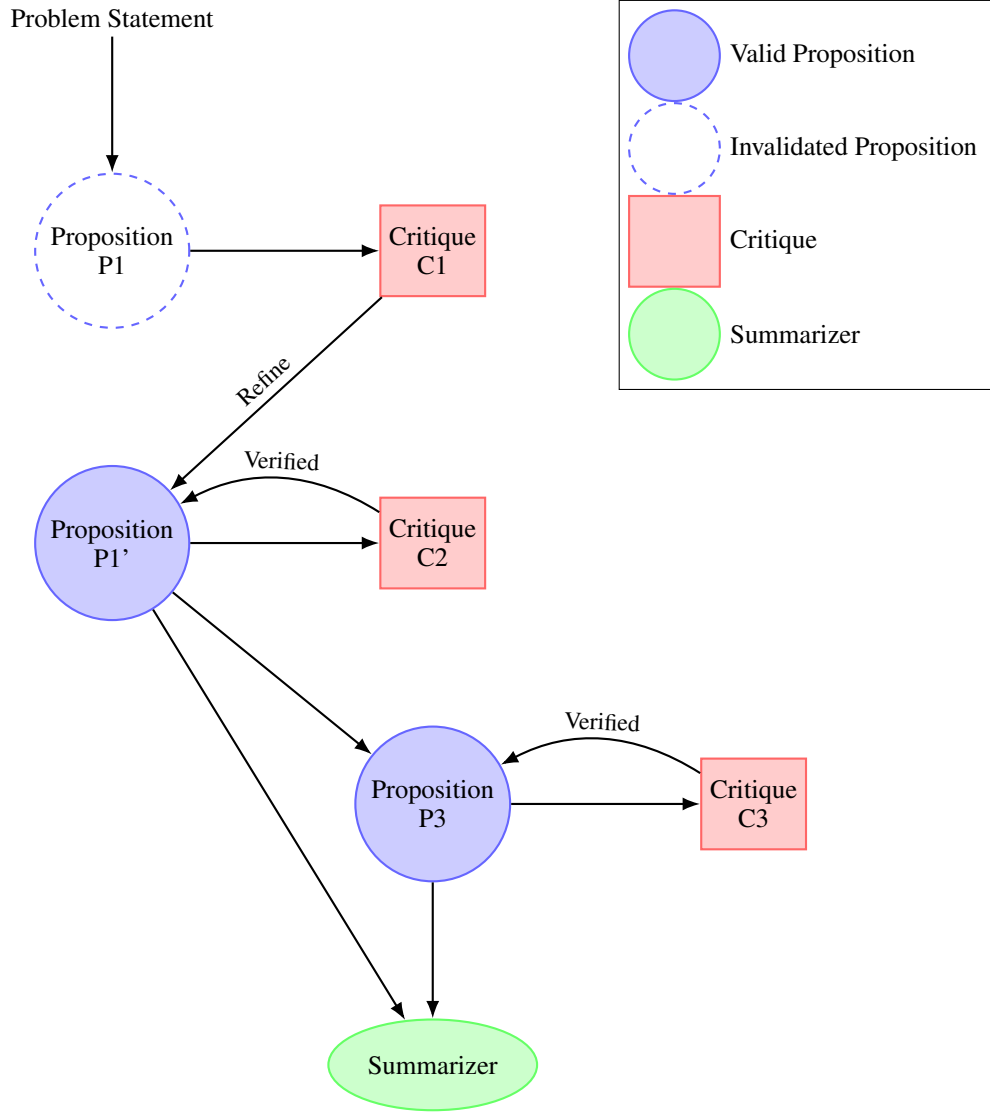 Problem Statement
Valid Proposition
Invalidated Proposition
Critique
Summarizer
Proposition
P1
Critique
C1
Refine
Verified
Proposition
P1’
Critique
C2
Verified
Proposition
P3
Critique
C3
Summarizer